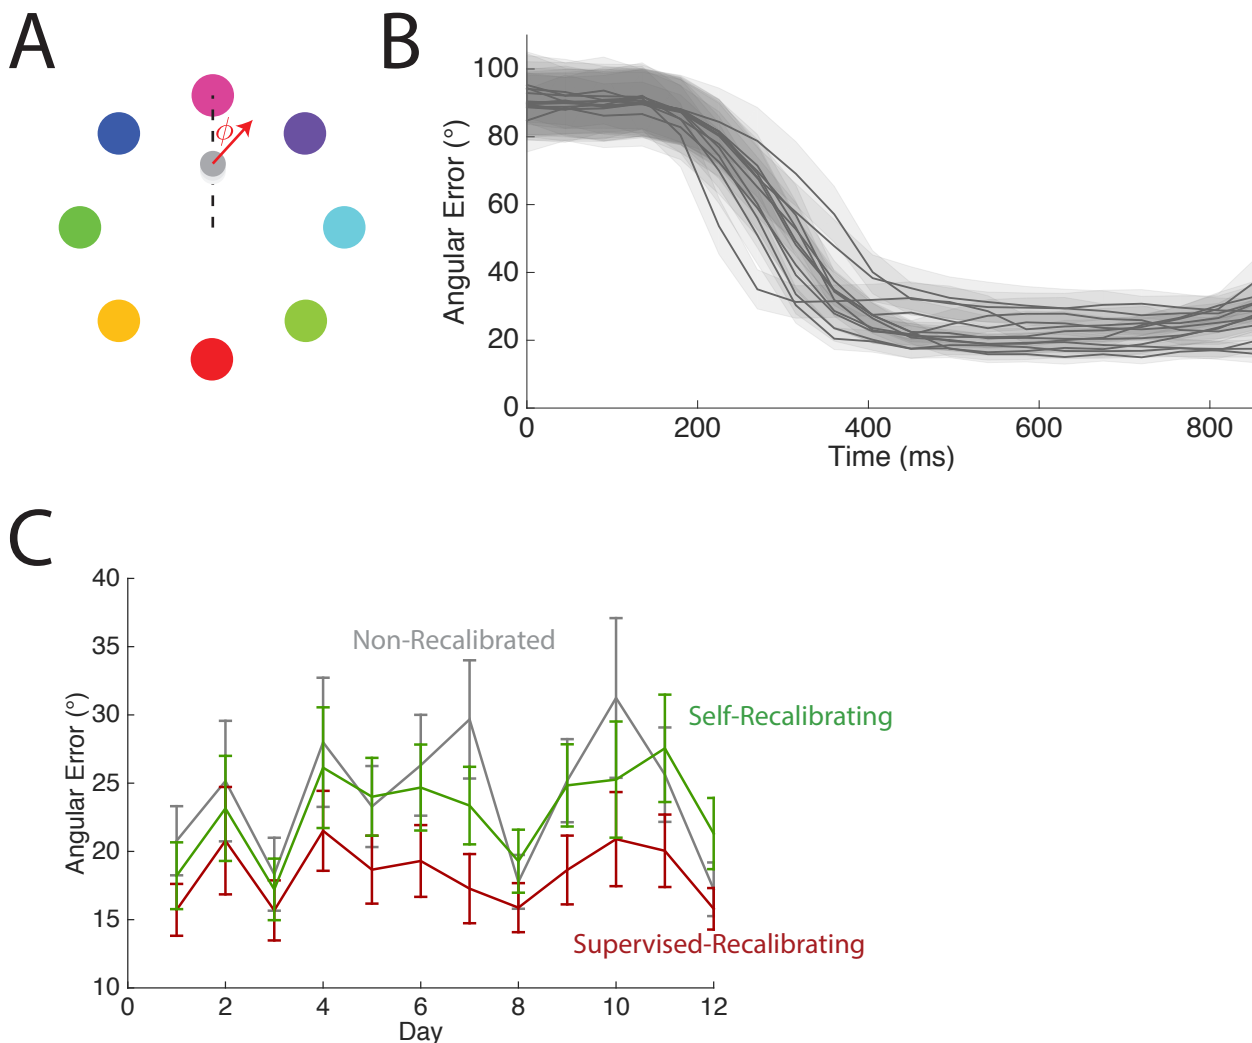 A
B
ϕ
100
80
60
40
20
0
Angular Error (°)
0 200 400 600 800
Time (ms)
C
40
35
30
25
20
15
10
Angular Error (°)
Non-Recalibrated
Self-Recalibrating
Supervised-Recalibrating
0 2 4 6 8 10 12
Day